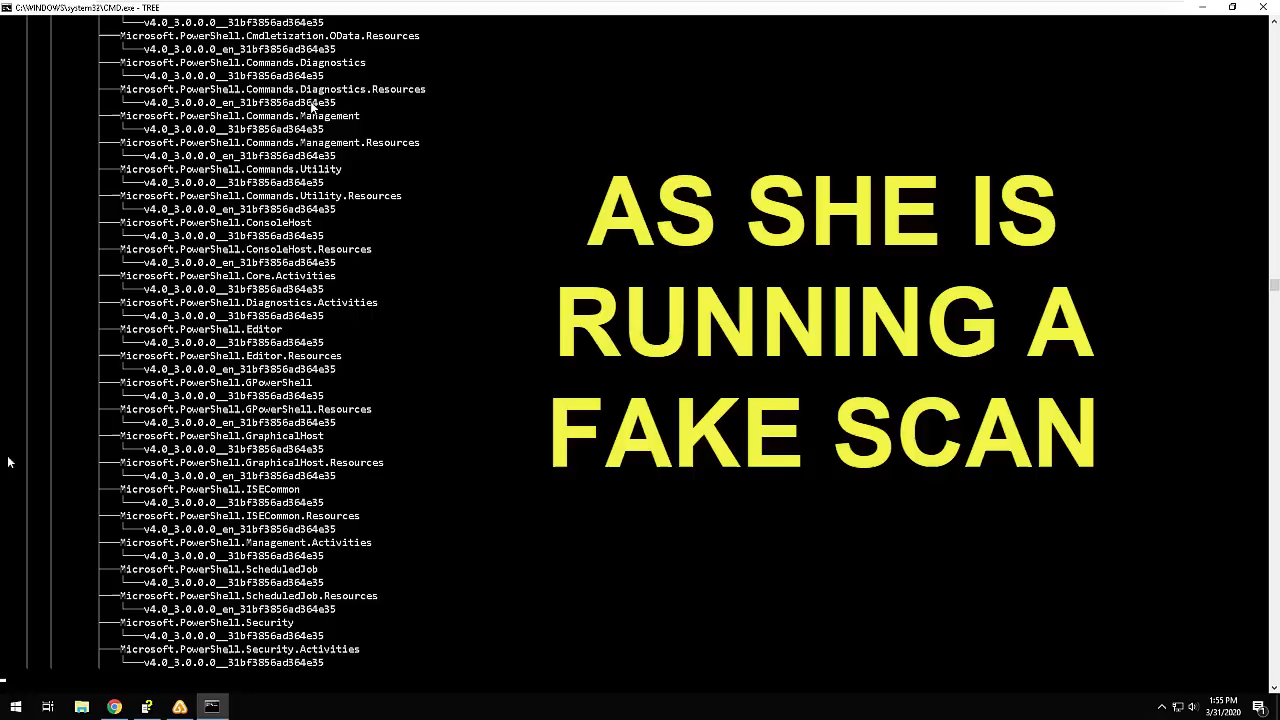 C:\WINDOWS\system32\CMD.exe - TREE
v4.0_3.0.0.0__31bf3856ad364e35
Microsoft.PowerShell.Cmdletization.OData.Resources
v4.0_3.0.0.0_en_31bf3856ad364e35
Microsoft.PowerShell.Commands.Diagnostics
v4.0_3.0.0.0__31bf3856ad364e35
Microsoft.PowerShell.Commands.Diagnostics.Resources
v4.0_3.0.0.0_en_31bf3856ad364e35
Microsoft.PowerShell.Commands.Management
v4.0_3.0.0.0__31bf3856ad364e35
Microsoft.PowerShell.Commands.Management.Resources
v4.0_3.0.0.0_en_31bf3856ad364e35
Microsoft.PowerShell.Commands.Utility
v4.0_3.0.0.0__31bf3856ad364e35
Microsoft.PowerShell.Commands.Utility.Resources
v4.0_3.0.0.0_en_31bf3856ad364e35
Microsoft.PowerShell.ConsoleHost
v4.0_3.0.0.0__31bf3856ad364e35
Microsoft.PowerShell.ConsoleHost.Resources
v4.0_3.0.0.0_en_31bf3856ad364e35
Microsoft.PowerShell.Core.Activities
v4.0_3.0.0.0__31bf3856ad364e35
Microsoft.PowerShell.Diagnostics.Activities
v4.0_3.0.0.0__31bf3856ad364e35
Microsoft.PowerShell.Editor
v4.0_3.0.0.0__31bf3856ad364e35
Microsoft.PowerShell.Editor.Resources
v4.0_3.0.0.0_en_31bf3856ad364e35
Microsoft.PowerShell.GPowerShell
v4.0_3.0.0.0__31bf3856ad364e35
Microsoft.PowerShell.GPowerShell.Resources
v4.0_3.0.0.0_en_31bf3856ad364e35
Microsoft.PowerShell.GraphicalHost
v4.0_3.0.0.0__31bf3856ad364e35
Microsoft.PowerShell.GraphicalHost.Resources
v4.0_3.0.0.0_en_31bf3856ad364e35
Microsoft.PowerShell.ISECommon
v4.0_3.0.0.0__31bf3856ad364e35
Microsoft.PowerShell.ISECommon.Resources
v4.0_3.0.0.0_en_31bf3856ad364e35
Microsoft.PowerShell.Management.Activities
v4.0_3.0.0.0__31bf3856ad364e35
Microsoft.PowerShell.ScheduledJob
v4.0_3.0.0.0__31bf3856ad364e35
Microsoft.PowerShell.ScheduledJob.Resources
v4.0_3.0.0.0_en_31bf3856ad364e35
Microsoft.PowerShell.Security
v4.0_3.0.0.0__31bf3856ad364e35
Microsoft.PowerShell.Security.Activities
v4.0_3.0.0.0__31bf3856ad364e35
AS SHE IS
RUNNING A
FAKE SCAN
1:55 PM
3/31/2020